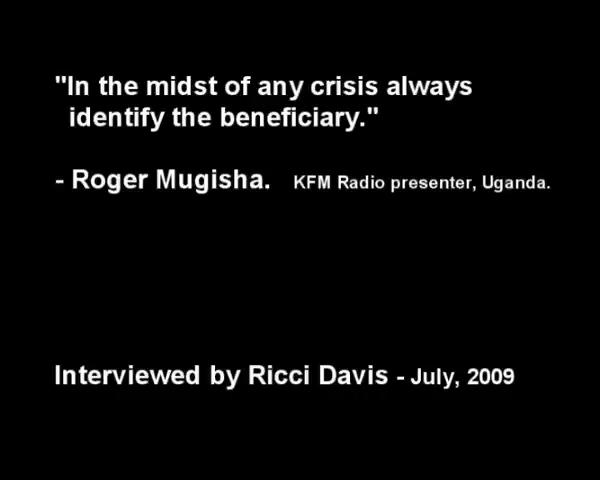 "In the midst of any crisis always
identify the beneficiary."
- Roger Mugisha. KFM Radio presenter, Uganda.
Interviewed by Ricci Davis - July, 2009